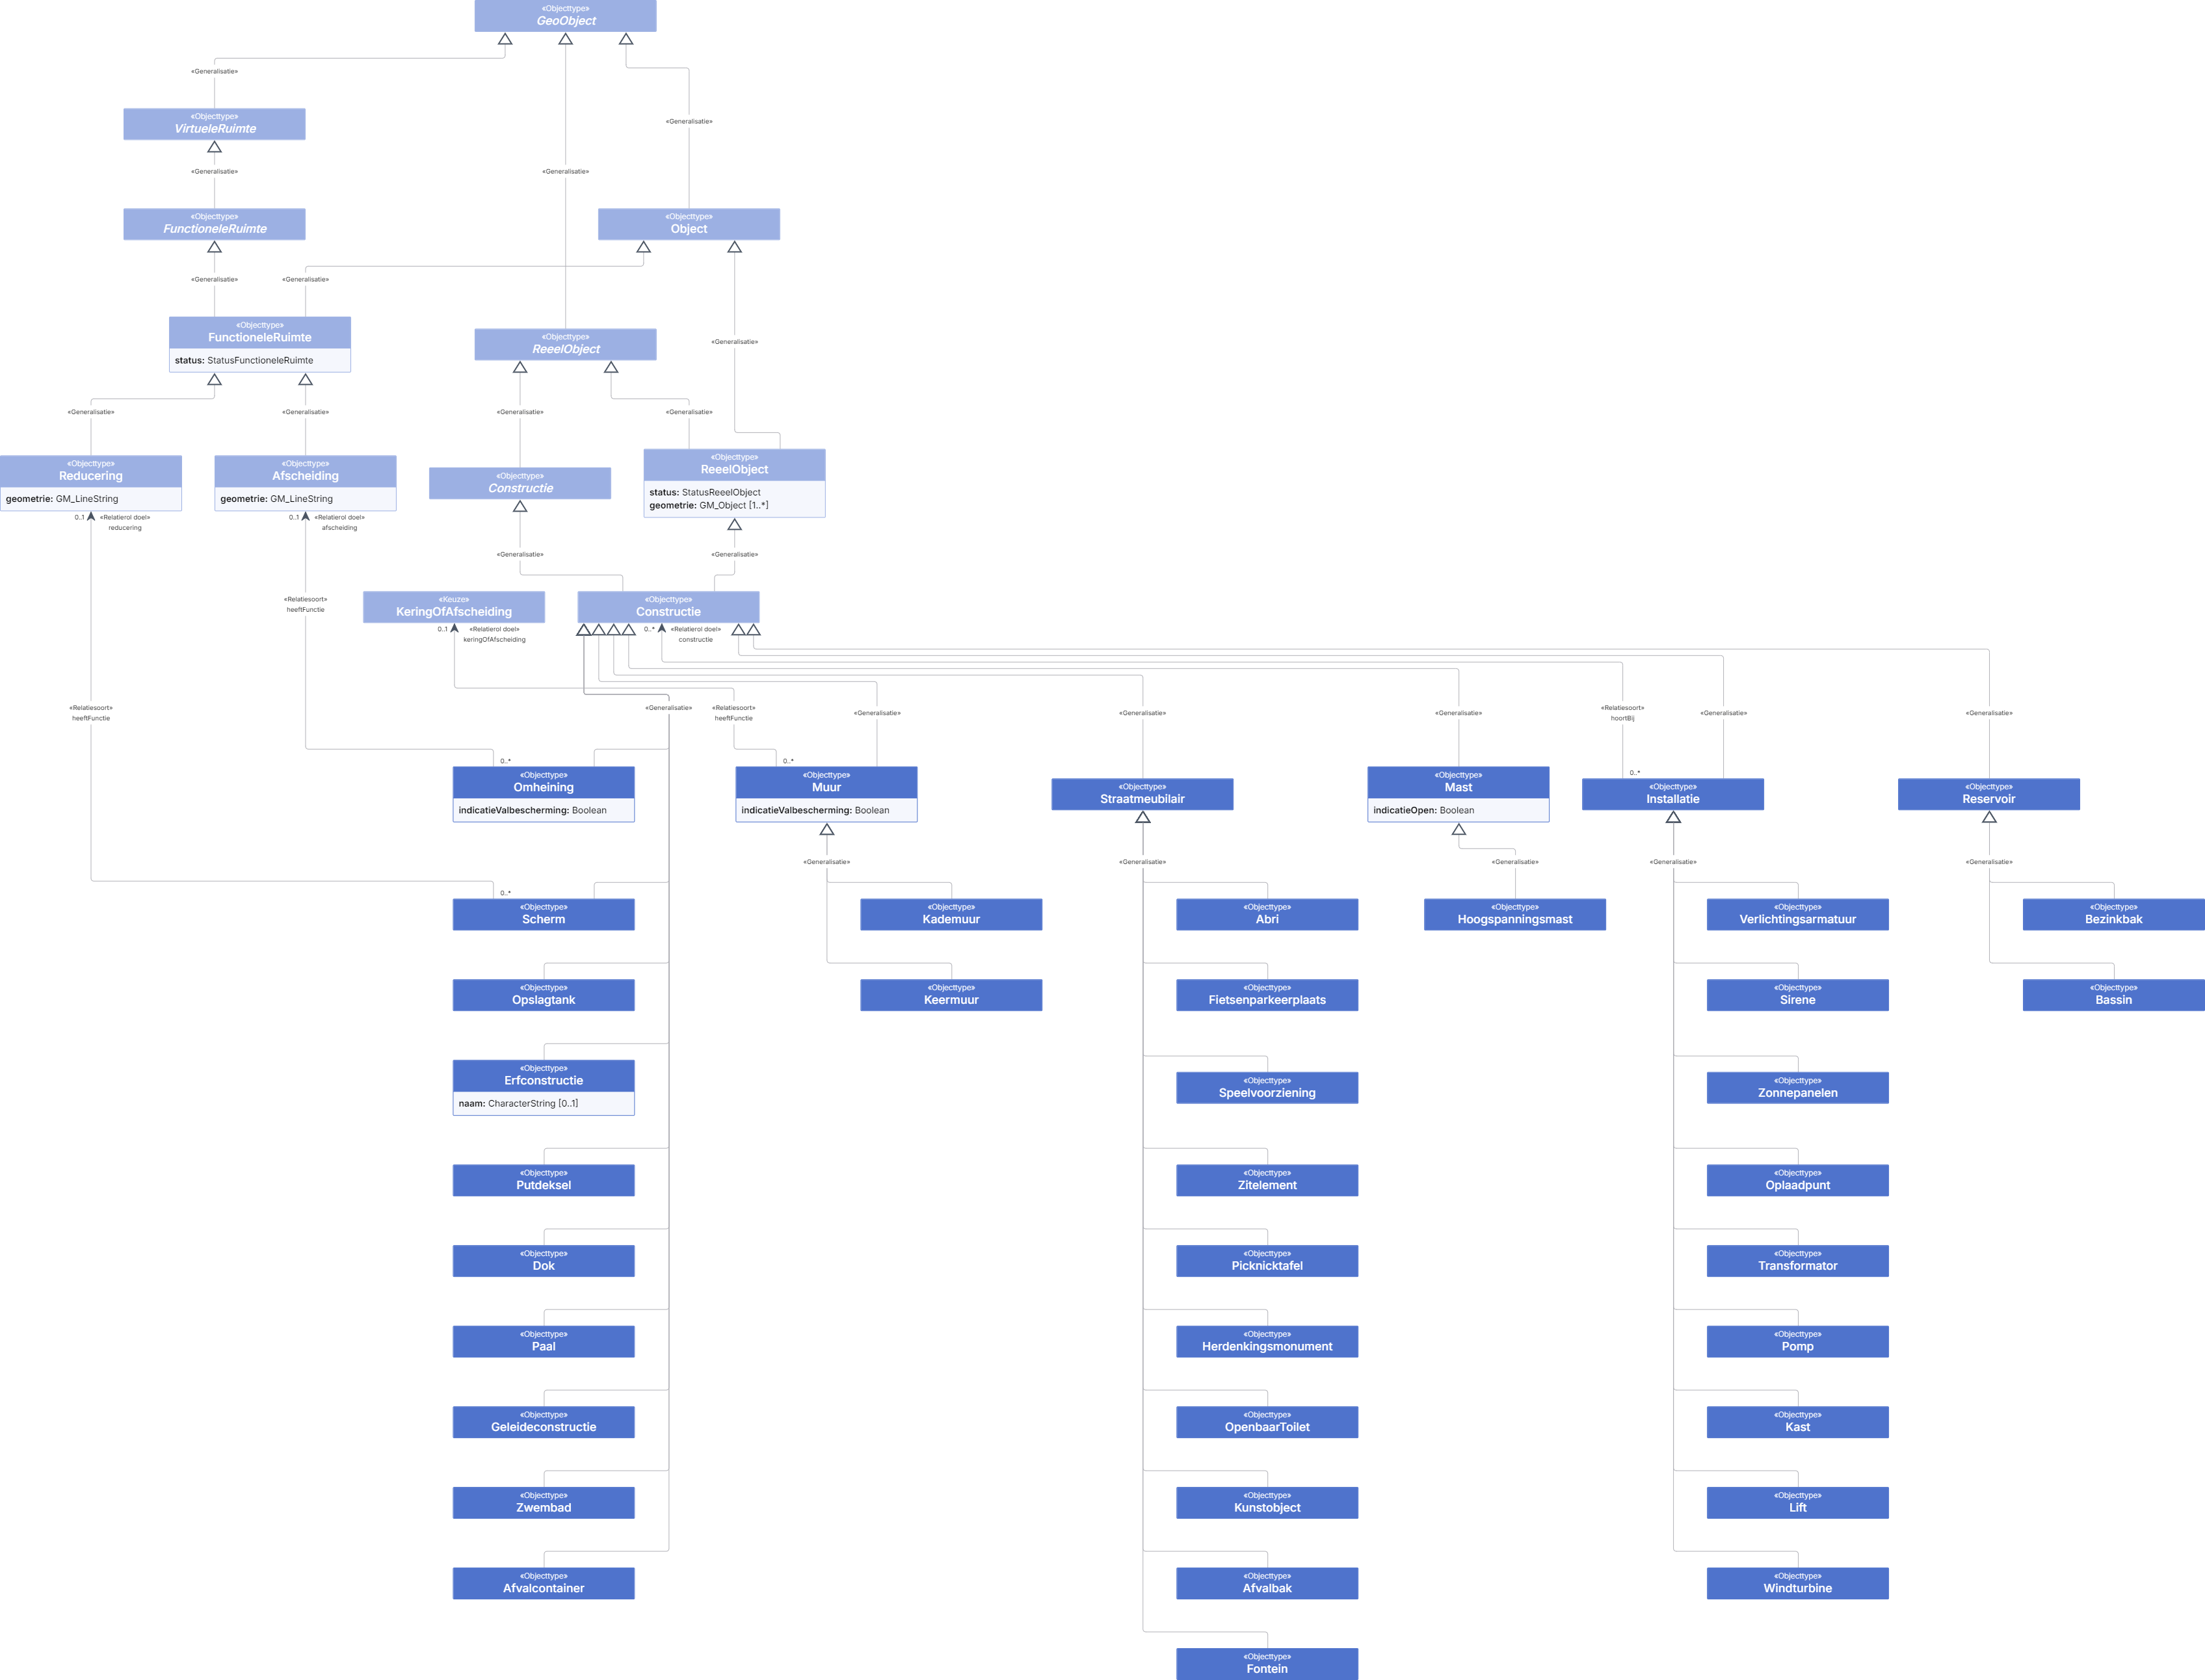 «Objecttype»
GeoObject
«Generalisatie»
«Objecttype»
VirtueleRuimte
«Generalisatie»
«Generalisatie»
«Generalisatie»
«Objecttype»
FunctioneleRuimte
«Objecttype»
Object
«Generalisatie»
«Generalisatie»
«Objecttype»
FunctioneleRuimte
status: StatusFunctioneleRuimte
«Objecttype»
ReeelObject
«Generalisatie»
«Generalisatie»
«Generalisatie»
«Generalisatie»
«Generalisatie»
«Objecttype»
Reducering
geometrie: GM_LineString
«Objecttype»
Afscheiding
geometrie: GM_LineString
«Objecttype»
Constructie
«Objecttype»
ReeelObject
status: StatusReeelObject
geometrie: GM_Object [1..*]
0..1
«Relatierol doel»
reducering
0..1
«Relatierol doel»
afscheiding
«Generalisatie»
«Generalisatie»
«Relatiesoort»
heeftFunctie
«Keuze»
KeringOfAfscheiding
«Objecttype»
Constructie
0..1
«Relatierol doel»
keringOfAfscheiding
0..*
«Relatierol doel»
constructie
«Relatiesoort»
heeftFunctie
«Generalisatie»
«Relatiesoort»
heeftFunctie
«Generalisatie»
«Generalisatie»
«Generalisatie»
«Relatiesoort»
hoortBij
«Generalisatie»
«Generalisatie»
0..*
0..*
0..*
«Objecttype»
Omheining
indicatieValbescherming: Boolean
«Objecttype»
Muur
indicatieValbescherming: Boolean
«Objecttype»
Straatmeubilair
«Objecttype»
Mast
indicatieOpen: Boolean
«Objecttype»
Installatie
«Objecttype»
Reservoir
«Generalisatie»
«Generalisatie»
«Generalisatie»
«Generalisatie»
«Generalisatie»
0..*
«Objecttype»
Scherm
«Objecttype»
Kademuur
«Objecttype»
Abri
«Objecttype»
Hoogspanningsmast
«Objecttype»
Verlichtingsarmatuur
«Objecttype»
Bezinkbak
«Objecttype»
Opslagtank
«Objecttype»
Keermuur
«Objecttype»
Fietsenparkeerplaats
«Objecttype»
Sirene
«Objecttype»
Bassin
«Objecttype»
Erfconstructie
naam: CharacterString [0..1]
«Objecttype»
Speelvoorziening
«Objecttype»
Zonnepanelen
«Objecttype»
Putdeksel
«Objecttype»
Zitelement
«Objecttype»
Oplaadpunt
«Objecttype»
Dok
«Objecttype»
Picknicktafel
«Objecttype»
Transformator
«Objecttype»
Paal
«Objecttype»
Herdenkingsmonument
«Objecttype»
Pomp
«Objecttype»
Geleideconstructie
«Objecttype»
OpenbaarToilet
«Objecttype»
Kast
«Objecttype»
Zwembad
«Objecttype»
Kunstobject
«Objecttype»
Lift
«Objecttype»
Afvalcontainer
«Objecttype»
Afvalbak
«Objecttype»
Windturbine
«Objecttype»
Fontein